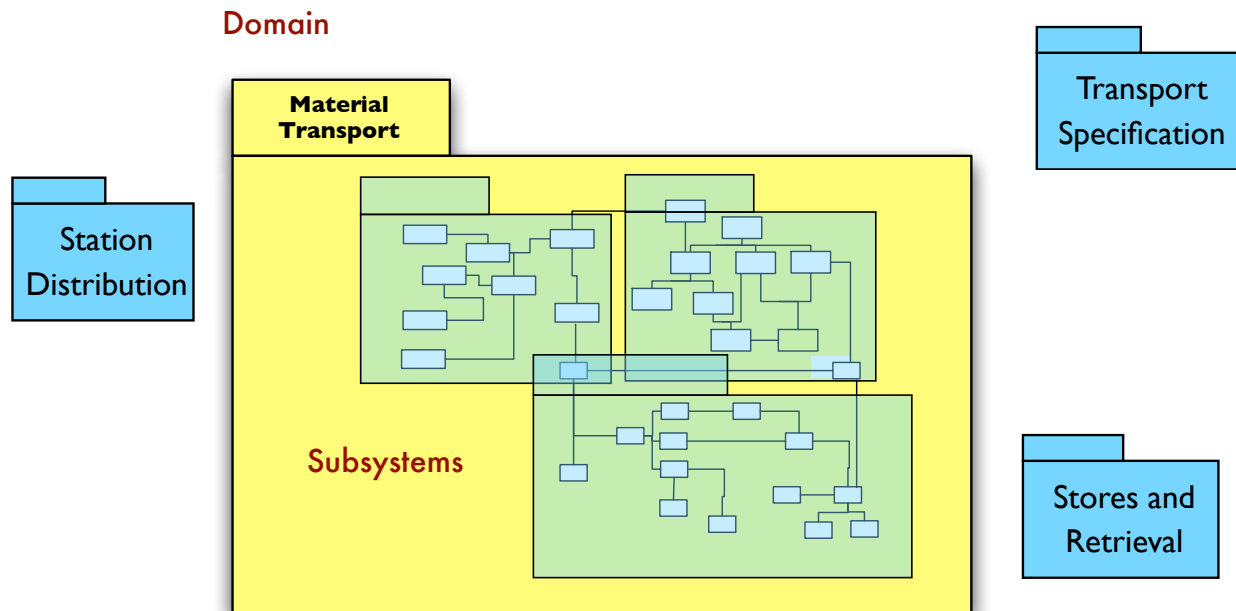 Domain
Material
Transport
Transport
Specification
Station
Distribution
Subsystems
Stores and
Retrieval